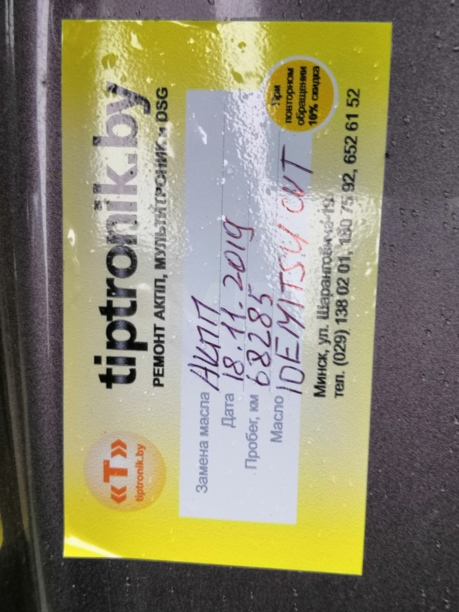 «Т»
tiptronik.by
tiptronik.by
РЕМОНТ АКПП, МУЛЬТИТРОНИК и DSG
При
повторном
обращении
10% скидка
Замена масла АКПП
Дата 18.11.2019
Пробег, км 68285
Масло IDEMITSU CVT
Минск, ул. Шаранговича-19
тел. (029) 138 02 01, 75 92, 652 61 52